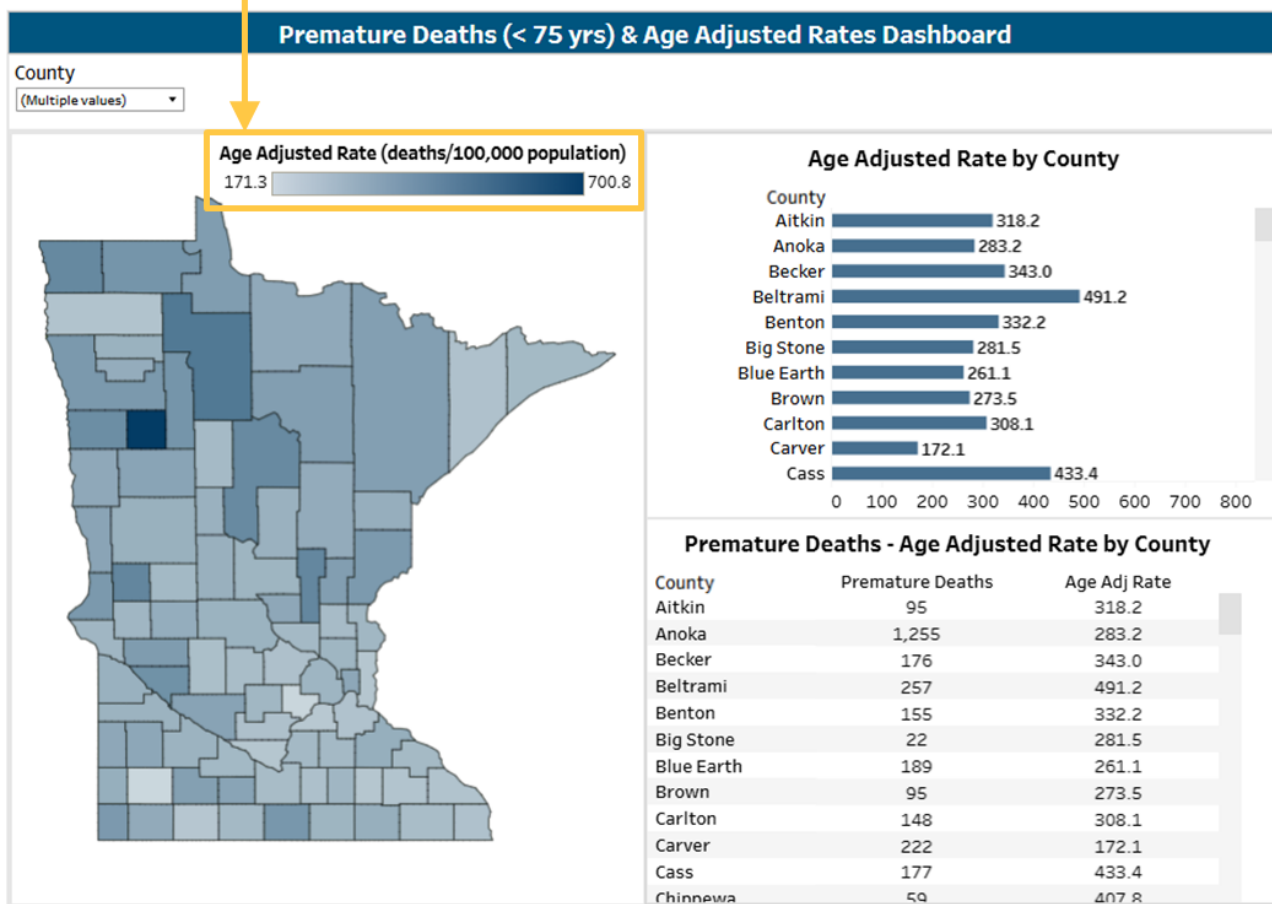 Premature Deaths (< 75 yrs) & Age Adjusted Rates Dashboard
County
(Multiple values)
Age Adjusted Rate (deaths/100,000 population)
171.3 700.8
Age Adjusted Rate by County
County
Aitkin 318.2
Anoka 283.2
Becker 343.0
Beltrami 491.2
Benton 332.2
Big Stone 281.5
Blue Earth 261.1
Brown 273.5
Carlton 308.1
Carver 172.1
Cass 433.4
0 100 200 300 400 500 600 700 800
Premature Deaths - Age Adjusted Rate by County
County Premature Deaths Age Adj Rate
Aitkin 95 318.2
Anoka 1,255 283.2
Becker 176 343.0
Beltrami 257 491.2
Benton 155 332.2
Big Stone 22 281.5
Blue Earth 189 261.1
Brown 95 273.5
Carlton 148 308.1
Carver 222 172.1
Cass 177 433.4
Chippewa 59 407.8